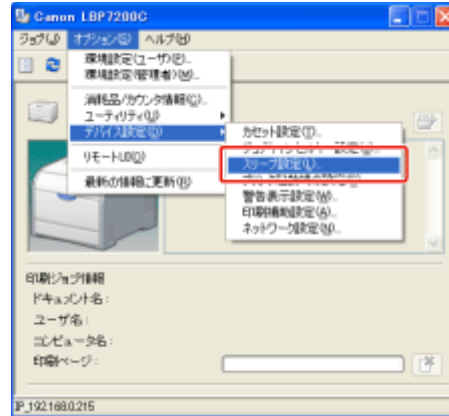 Canon LBP7200C
ジョブ(J) オプション(S) ヘルプ(H)
環境設定(ユーザ)(P)...
環境設定(管理者)(M)...
消耗品/カウンタ情報(C)...
ユーティリティ(U)
デバイス設定(D)
カセット設定(T)...
スリープ設定(L)...
リモートUI(Q)
警告表示設定(W)...
最新の情報に更新(R)
印刷補助設定(A)...
ネットワーク設定(N)...
印刷ジョブ情報
ドキュメント名:
ユーザ名:
コンピュータ名:
印刷ページ:
IP_192.168.0.215